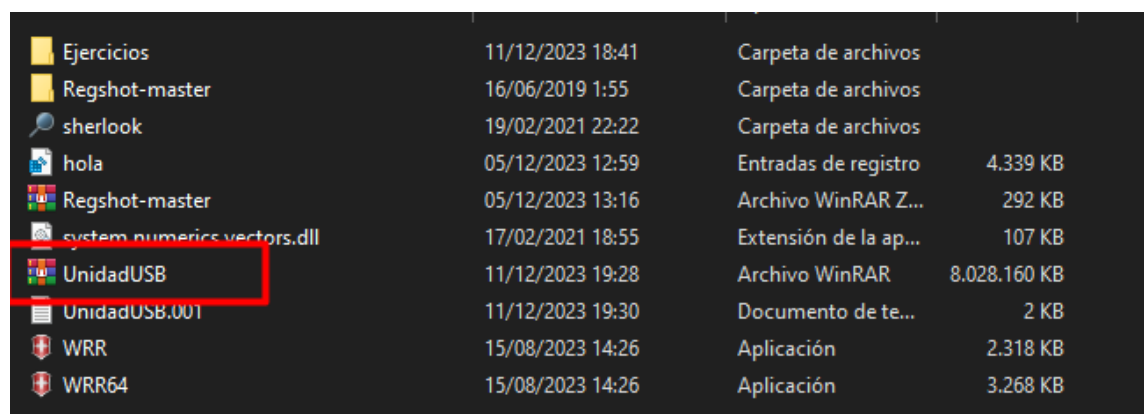 Ejercicios 11/12/2023 18:41 Carpeta de archivos
Regshot-master 16/06/2019 1:55 Carpeta de archivos
sherlook 19/02/2021 22:22 Carpeta de archivos
hola 05/12/2023 12:59 Entradas de registro 4.339 KB
Regshot-master 05/12/2023 13:16 Archivo WinRAR Z... 292 KB
system.numerics.vectors.dll 17/02/2021 18:55 Extensión de la ap... 107 KB
UnidadUSB 11/12/2023 19:28 Archivo WinRAR 8.028.160 KB
UnidadUSB.001 11/12/2023 19:30 Documento de te... 2 KB
WRR 15/08/2023 14:26 Aplicación 2.318 KB
WRR64 15/08/2023 14:26 Aplicación 3.268 KB